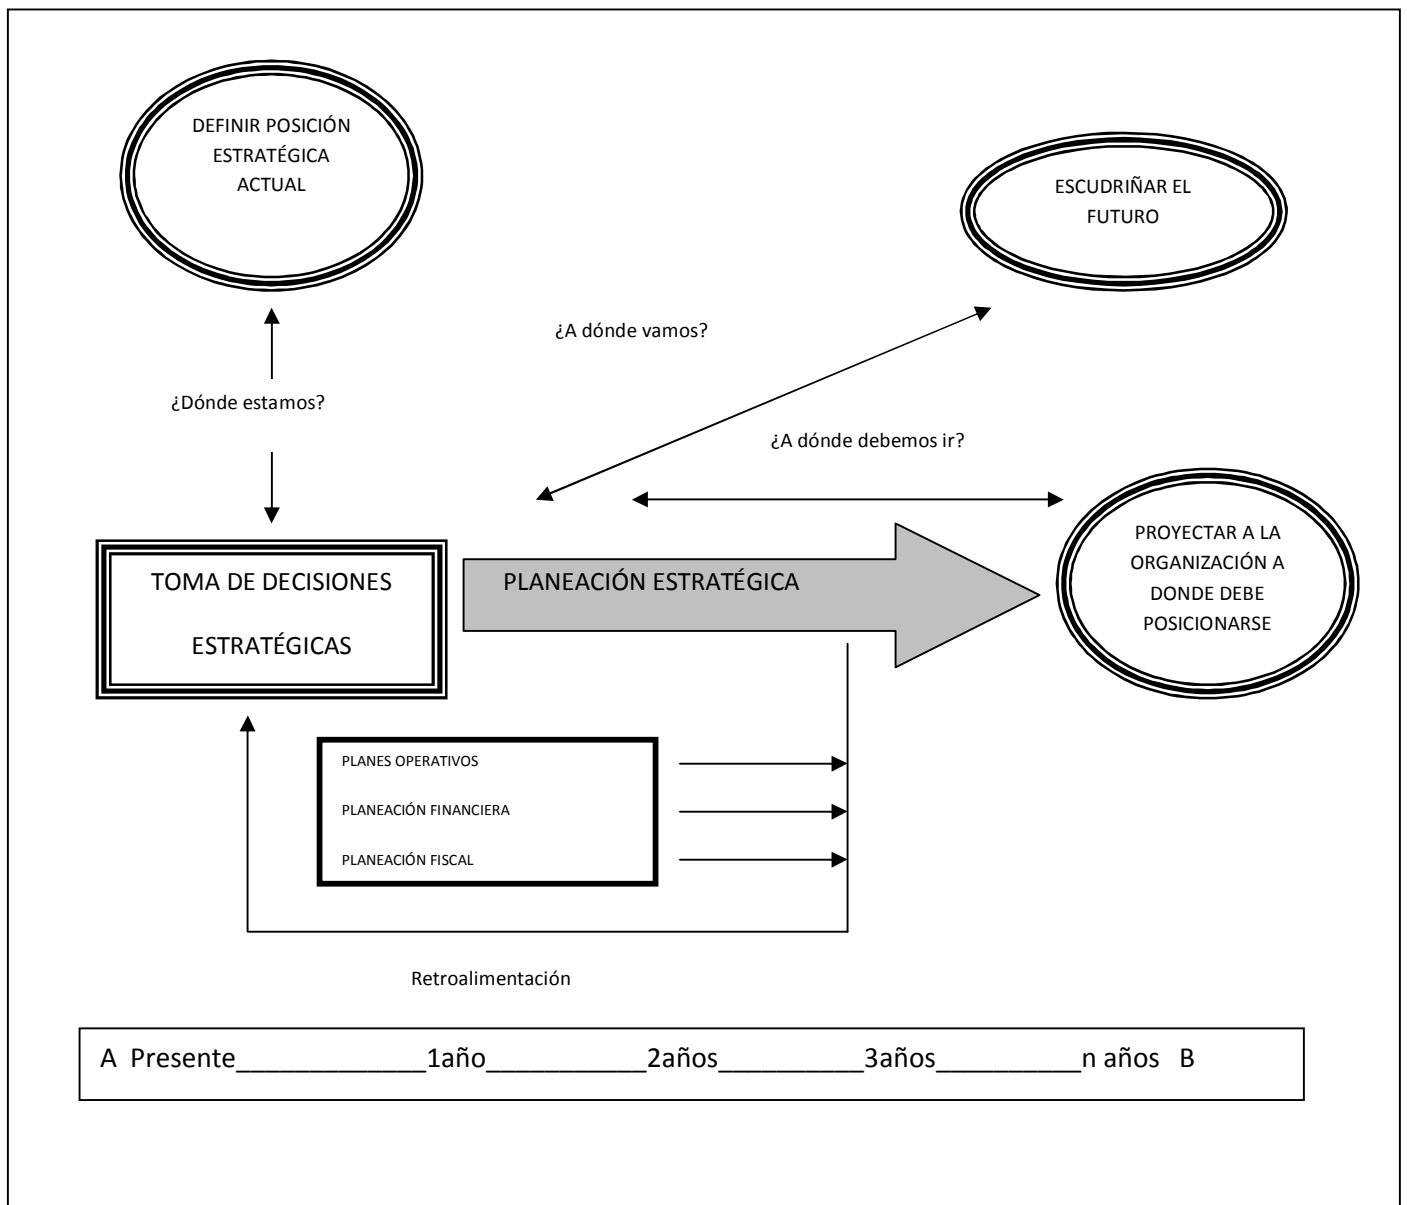 DEFINIR POSICIÓN
ESTRATÉGICA
ACTUAL
ESCUDRIÑAR EL
FUTURO
¿A dónde vamos?
¿Dónde estamos?
¿A dónde debemos ir?
TOMA DE DECISIONES
ESTRATÉGICAS
PLANEACIÓN ESTRATÉGICA
PROYECTAR A LA
ORGANIZACIÓN A
DONDE DEBE
POSICIONARSE
PLANES OPERATIVOS
PLANEACIÓN FINANCIERA
PLANEACIÓN FISCAL
Retroalimentación
A Presente_____________1año___________2años__________3años__________n años B